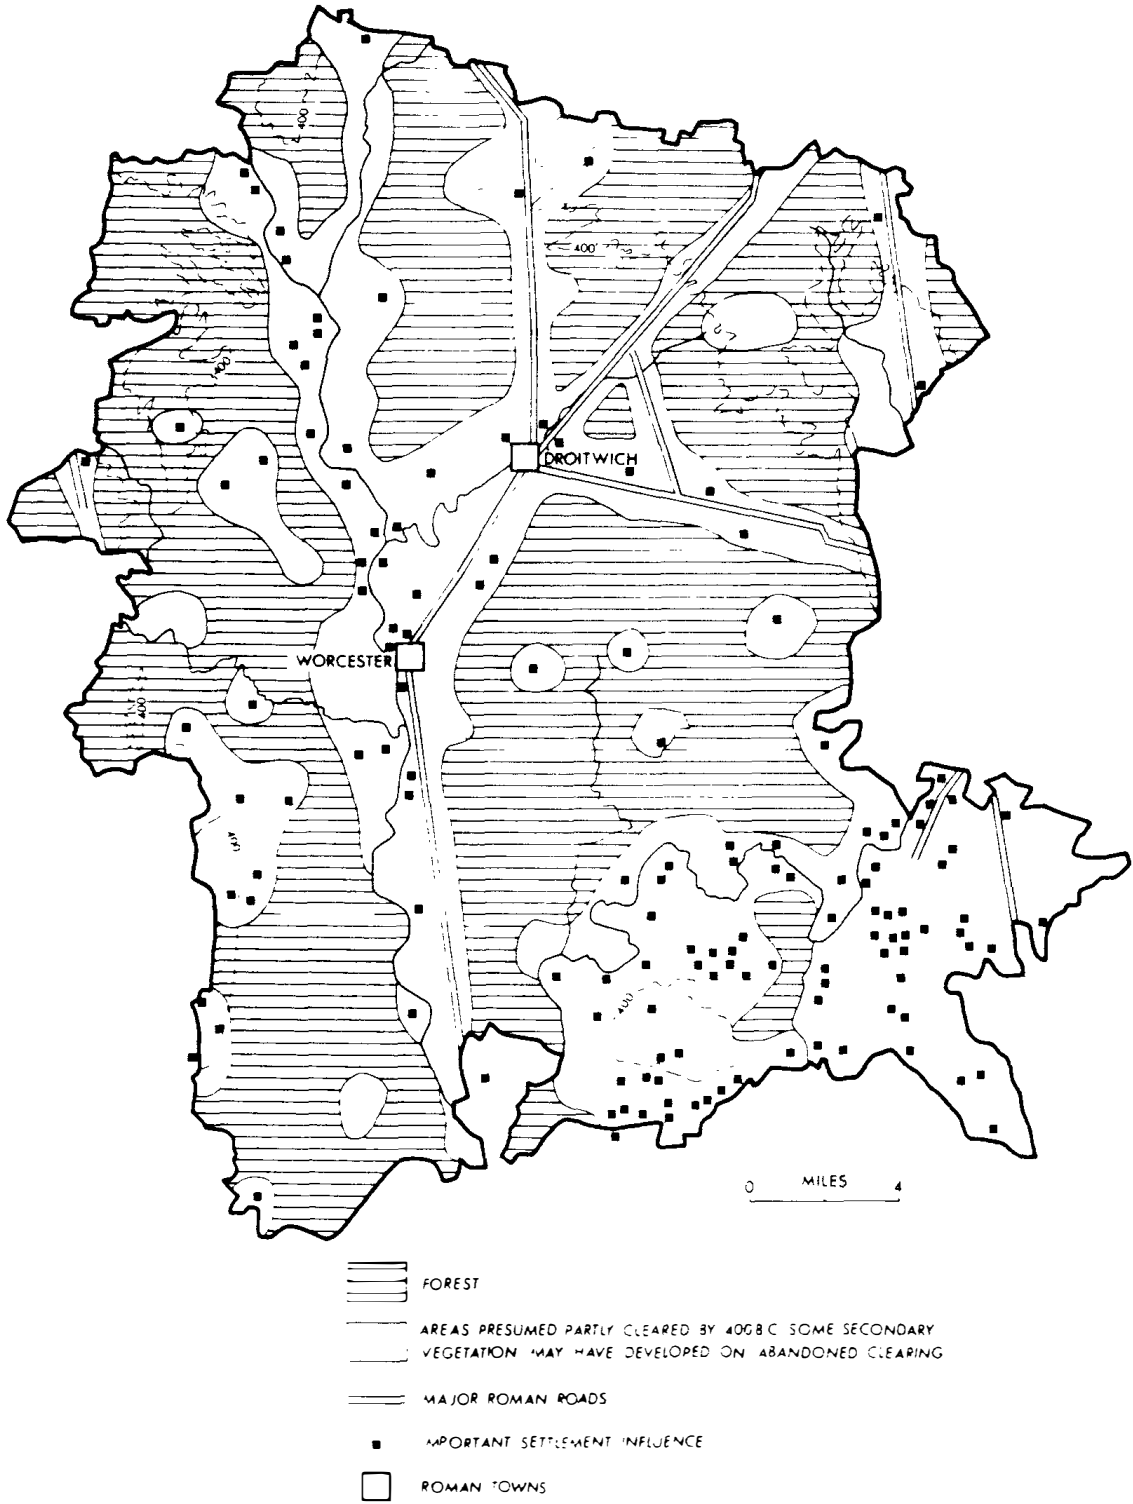 400
400'
400
DROITWICH
WORCESTER
400
400
400
0 MILES 4
FOREST
AREAS PRESUMED PARTLY CLEARED BY 400BC SOME SECONDARY
VEGETATION MAY HAVE DEVELOPED ON ABANDONED CLEARING
MAJOR ROMAN ROADS
IMPORTANT SETTLEMENT INFLUENCE
ROMAN TOWNS